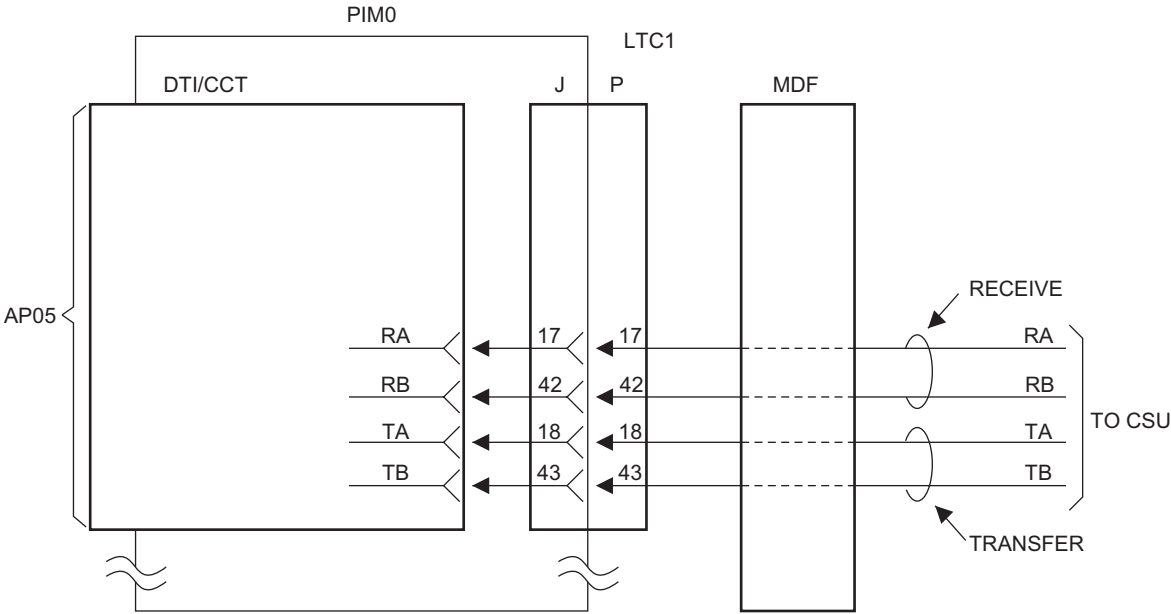 PIM0
LTC1
DTI/CCT
J P
MDF
AP05
RECEIVE
RA 17 17 RA
RB 42 42 RB
TO CSU
TA 18 18 TA
TB 43 43 TB
TRANSFER